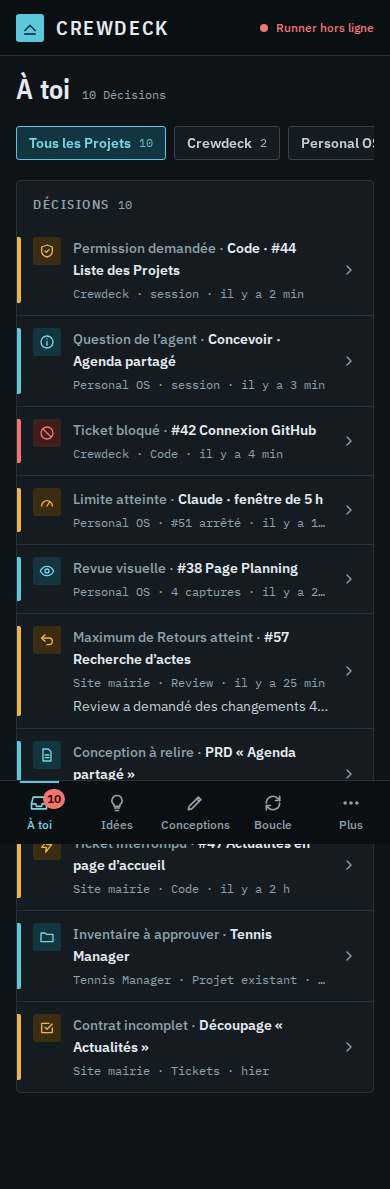 CREWDECK
Runner hors ligne
À toi 10 Décisions
Tous les Projets 10
Crewdeck 2
Personal OS
DÉCISIONS 10
Permission demandée · Code · #44
Liste des Projets
Crewdeck · session · il y a 2 min
Question de l’agent · Concevoir ·
Agenda partagé
Personal OS · session · il y a 3 min
Ticket bloqué · #42 Connexion GitHub
Crewdeck · Code · il y a 4 min
Limite atteinte · Claude · fenêtre de 5 h
Personal OS · #51 arrêté · il y a 1…
Revue visuelle · #38 Page Planning
Personal OS · 4 captures · il y a 2…
Maximum de Retours atteint · #57
Recherche d’actes
Site mairie · Review · il y a 25 min
Review a demandé des changements 4…
Conception à relire · PRD « Agenda
partagé »
10
À toi
Idées
Conceptions
Boucle
Plus
Ticket interrompu · #47 Actualités en
page d’accueil
Site mairie · Code · il y a 2 h
Inventaire à approuver · Tennis
Manager
Tennis Manager · Projet existant · …
Contrat incomplet · Découpage «
Actualités »
Site mairie · Tickets · hier